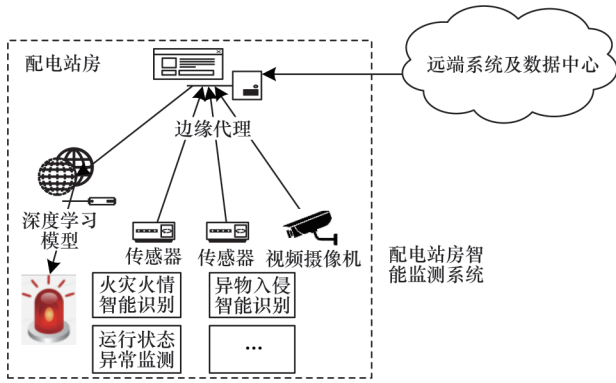 配电站房
远端系统及数据中心
边缘代理
深度学习
模型
传感器
传感器
视频摄像机
火灾火情
智能识别
异物入侵
智能识别
运行状态
异常监测
...
配电站房智
能监测系统